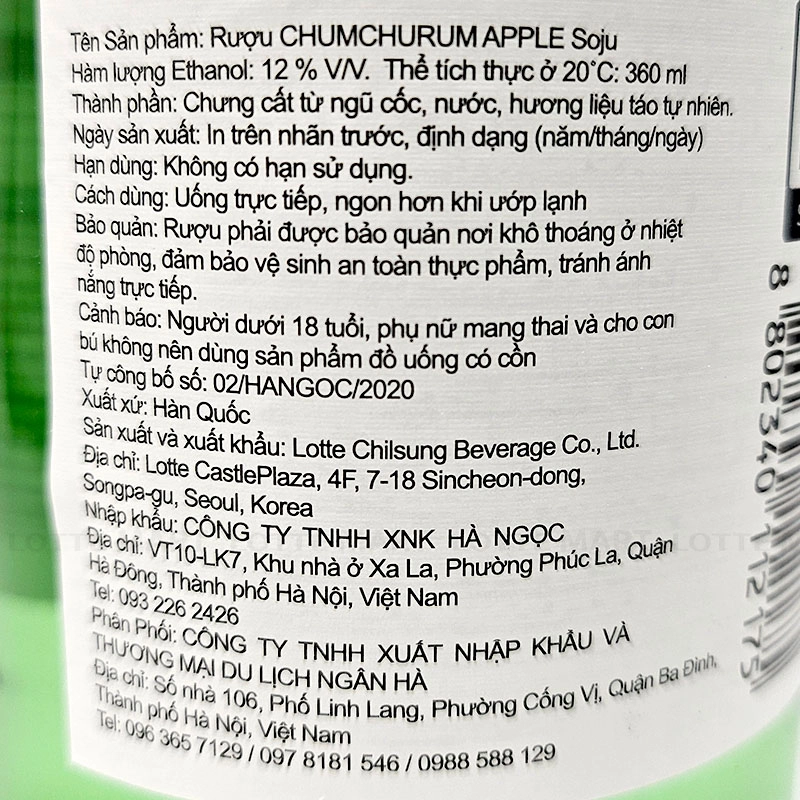 Tên Sản phẩm: Rượu CHUMCHURUM APPLE Soju
Hàm lượng Ethanol: 12 % V/V. Thể tích thực ở 20°C: 360 ml
Thành phần: Chưng cất từ ngũ cốc, nước, hương liệu táo tự nhiên.
Ngày sản xuất: In trên nhãn trước, định dạng (năm/tháng/ngày)
Hạn dùng: Không có hạn sử dụng.
Cách dùng: Uống trực tiếp, ngon hơn khi ướp lạnh
Bảo quản: Rượu phải được bảo quản nơi khô thoáng ở nhiệt
độ phòng, đảm bảo vệ sinh an toàn thực phẩm, tránh ánh
nắng trực tiếp.
Cảnh báo: Người dưới 18 tuổi, phụ nữ mang thai và cho con
bú không nên dùng sản phẩm đồ uống có cồn
Tự công bố số: 02/HANGOC/2020
Xuất xứ: Hàn Quốc
Sản xuất và xuất khẩu: Lotte Chilsung Beverage Co., Ltd.
Địa chỉ: Lotte CastlePlaza, 4F, 7-18 Sincheon-dong,
Songpa-gu, Seoul, Korea
Nhập khẩu: CÔNG TY TNHH XNK HÀ NGỌC
Địa chỉ: VT10-LK7, Khu nhà ở Xa La, Phường Phúc La, Quận
Hà Đông, Thành phố Hà Nội, Việt Nam
Tel: 093 226 2426
Phân Phối: CÔNG TY TNHH XUẤT NHẬP KHẨU VÀ
THƯƠNG MẠI DU LỊCH NGÂN HÀ
Địa chỉ: Số nhà 106, Phố Linh Lang, Phường Cống Vị, Quận Ba Đình,
Thành phố Hà Nội, Việt Nam
Tel: 096 365 7129 / 097 8181 546 / 0988 588 129
8 802340 112175